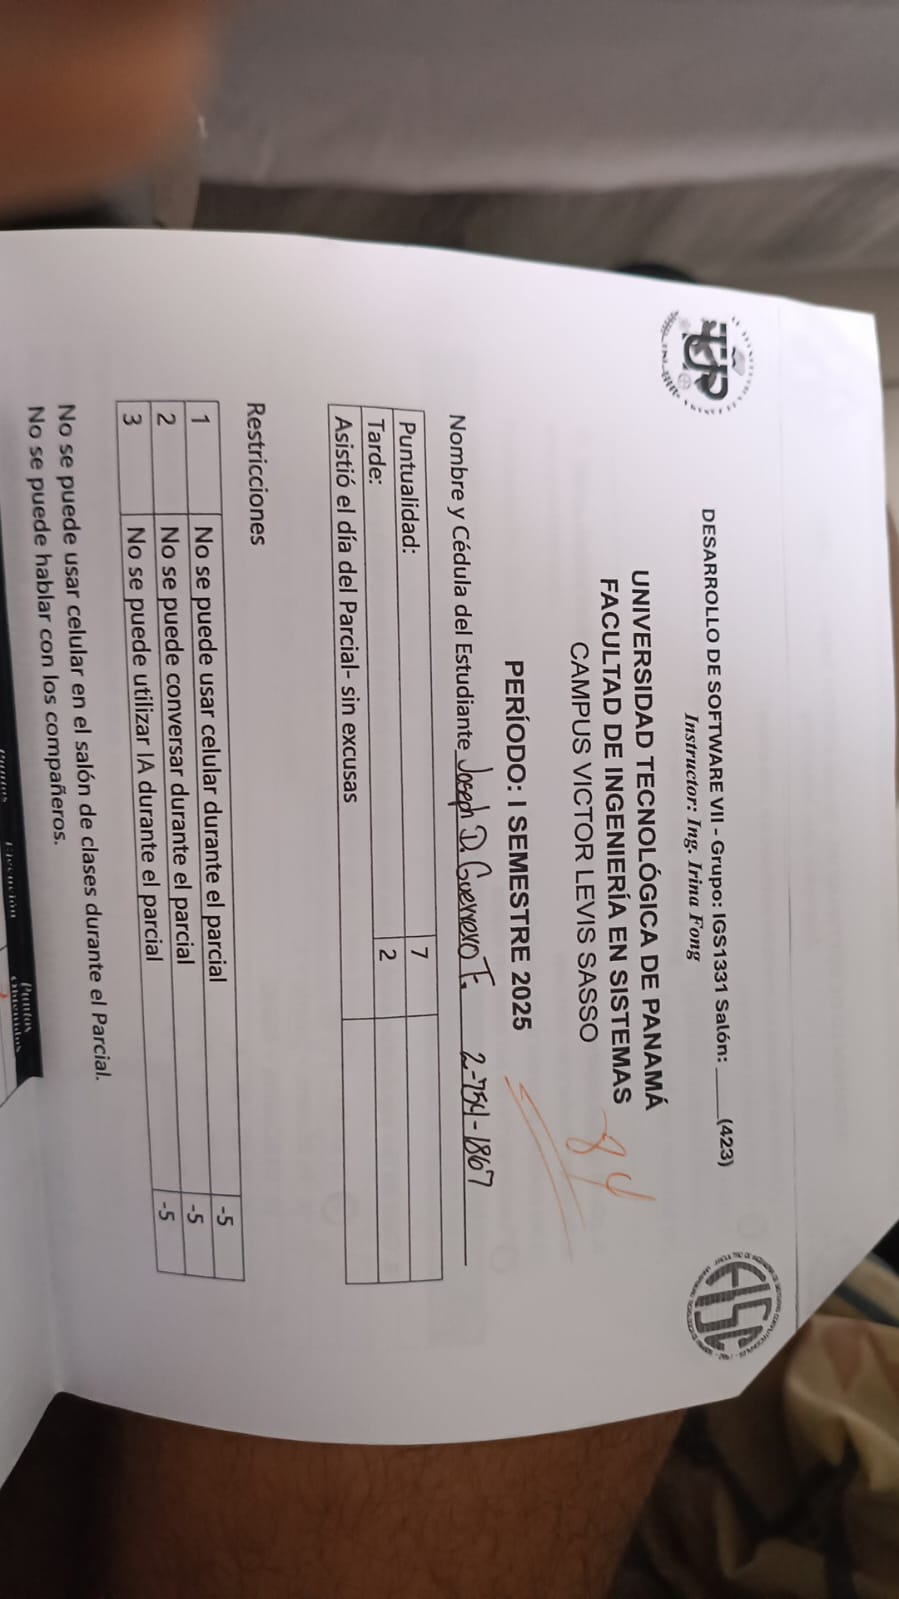 DESARROLLO DE SOFTWARE VII - Grupo: IGS1331 Salón: ____(423)
Instructor: Ing. Irina Fong
UTP
EISC
UNIVERSIDAD TECNOLÓGICA DE PANAMÁ
FACULTAD DE INGENIERÍA EN SISTEMAS
CAMPUS VICTOR LEVIS SASSO
PERÍODO: I SEMESTRE 2025
Nombre y Cédula del Estudiante Joseph D. Guerrero T. 2-754-1867
Puntualidad: 7
Tarde: 2
Asistió el día del Parcial- sin excusas
Restricciones
1 No se puede usar celular durante el parcial -5
2 No se puede conversar durante el parcial -5
3 No se puede utilizar IA durante el parcial -5
No se puede usar celular en el salón de clases durante el Parcial.
No se puede hablar con los compañeros.
Puntos